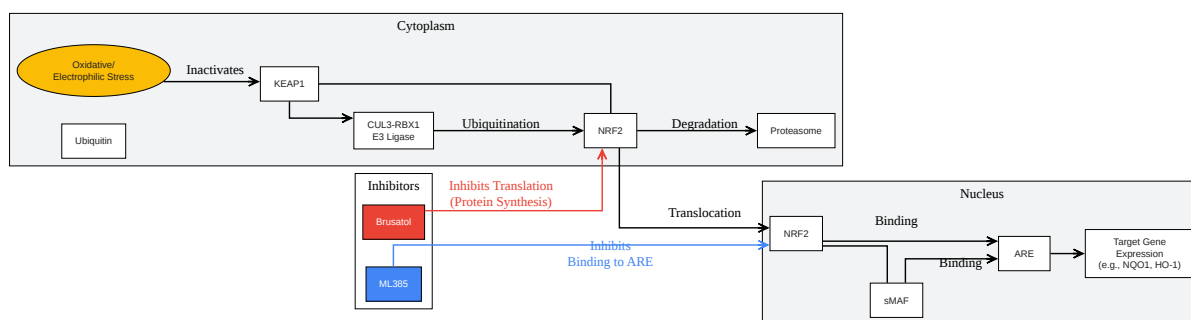 Cytoplasm
Oxidative/
Electrophilic Stress
Inactivates
KEAP1
Ubiquitin
CUL3-RBX1
E3 Ligase
Ubiquitination
NRF2
Degradation
Proteasome
Inhibitors
Brusatol
ML385
Inhibits Translation
(Protein Synthesis)
Inhibits
Binding to ARE
Translocation
Nucleus
NRF2
Binding
Binding
sMAF
ARE
Target Gene
Expression
(e.g., NQO1, HO-1)